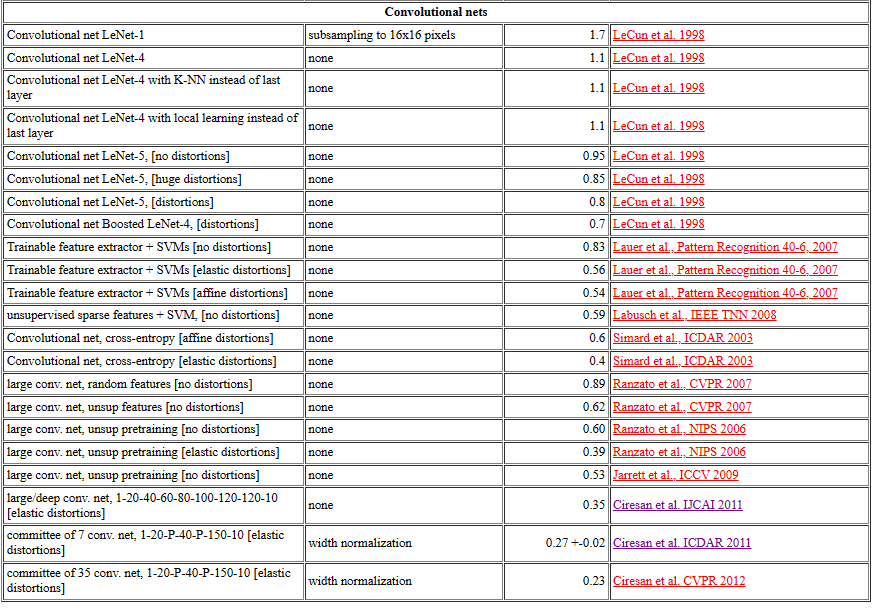 Convolutional nets
Convolutional net LeNet-1 subsampling to 16x16 pixels 1.7 LeCun et al. 1998
Convolutional net LeNet-4 none 1.1 LeCun et al. 1998
Convolutional net LeNet-4 with K-NN instead of last
layer none 1.1 LeCun et al. 1998
Convolutional net LeNet-4 with local learning instead of
last layer none 1.1 LeCun et al. 1998
Convolutional net LeNet-5, [no distortions] none 0.95 LeCun et al. 1998
Convolutional net LeNet-5, [huge distortions] none 0.85 LeCun et al. 1998
Convolutional net LeNet-5, [distortions] none 0.8 LeCun et al. 1998
Convolutional net Boosted LeNet-4, [distortions] none 0.7 LeCun et al. 1998
Trainable feature extractor + SVMs [no distortions] none 0.83 Lauer et al., Pattern Recognition 40-6, 2007
Trainable feature extractor + SVMs [elastic distortions] none 0.56 Lauer et al., Pattern Recognition 40-6, 2007
Trainable feature extractor + SVMs [affine distortions] none 0.54 Lauer et al., Pattern Recognition 40-6, 2007
unsupervised sparse features + SVM, [no distortions] none 0.59 Labusch et al., IEEE TNN 2008
Convolutional net, cross-entropy [affine distortions] none 0.6 Simard et al., ICDAR 2003
Convolutional net, cross-entropy [elastic distortions] none 0.4 Simard et al., ICDAR 2003
large conv. net, random features [no distortions] none 0.89 Ranzato et al., CVPR 2007
large conv. net, unsup features [no distortions] none 0.62 Ranzato et al., CVPR 2007
large conv. net, unsup pretraining [no distortions] none 0.60 Ranzato et al., NIPS 2006
large conv. net, unsup pretraining [elastic distortions] none 0.39 Ranzato et al., NIPS 2006
large conv. net, unsup pretraining [no distortions] none 0.53 Jarrett et al., ICCV 2009
large/deep conv. net, 1-20-40-60-80-100-120-120-10
[elastic distortions] none 0.35 Ciresan et al. IJCAI 2011
committee of 7 conv. net, 1-20-P-40-P-150-10 [elastic
distortions] width normalization 0.27 +-0.02 Ciresan et al. ICDAR 2011
committee of 35 conv. net, 1-20-P-40-P-150-10 [elastic
distortions] width normalization 0.23 Ciresan et al. CVPR 2012